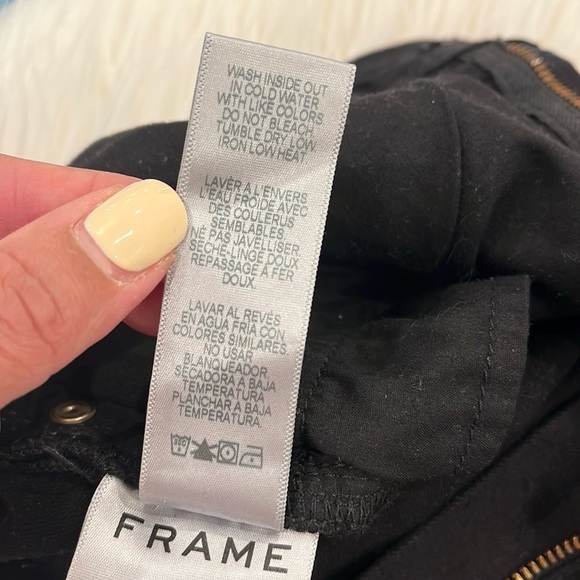 WASH INSIDE OUT
IN COLD WATER
WITH LIKE COLORS
DO NOT BLEACH
TUMBLE DRY LOW
IRON LOW HEAT
LAVÉR A L'ENVERS
L'EAU FROIDE AVEC
DES COULERUS
SEMBLABLES
NE PAS JAVELLISER
SÈCHE-LINGE DOUX
REPASSAGE A FER
DOUX.
LAVAR AL REVÉS
EN AGUA FRIA CON
COLORES SIMILARES.
NO USAR
BLANQUEADOR
SECADORA A BAJA
TEMPERATURA
PLANCHAR A BAJA
TEMPERATURA.
FRAME